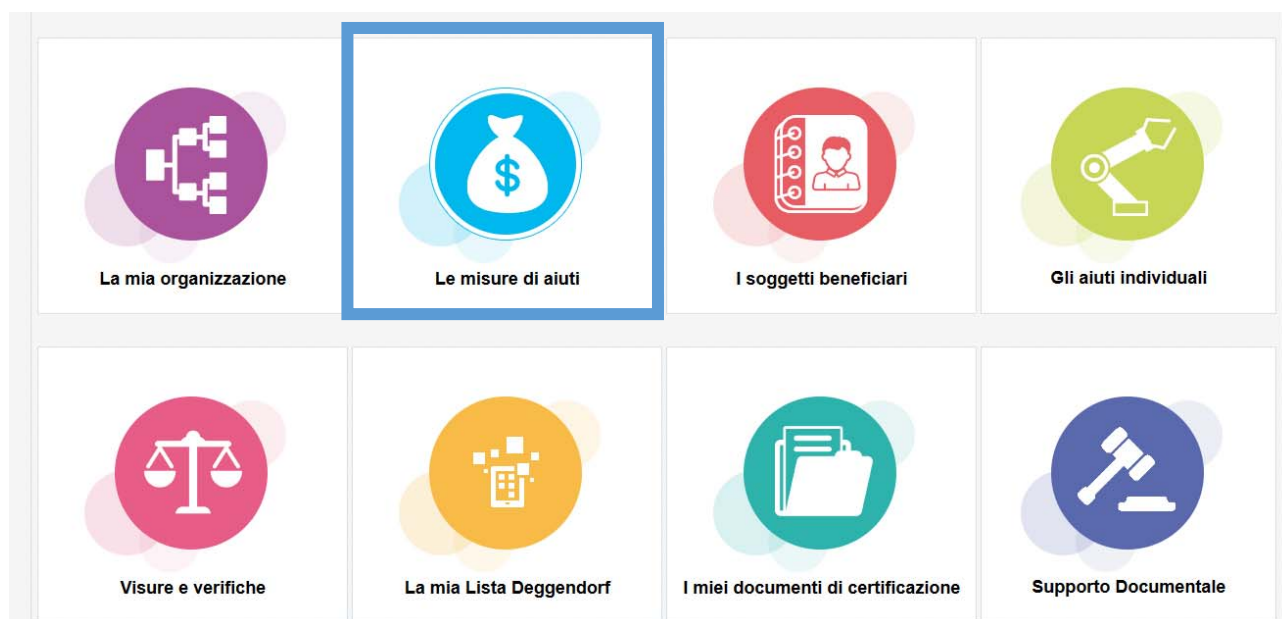 La mia organizzazione
Le misure di aiuti
I soggetti beneficiari
Gli aiuti individuali
Visure e verifiche
La mia Lista Deggendorf
I miei documenti di certificazione
Supporto Documentale